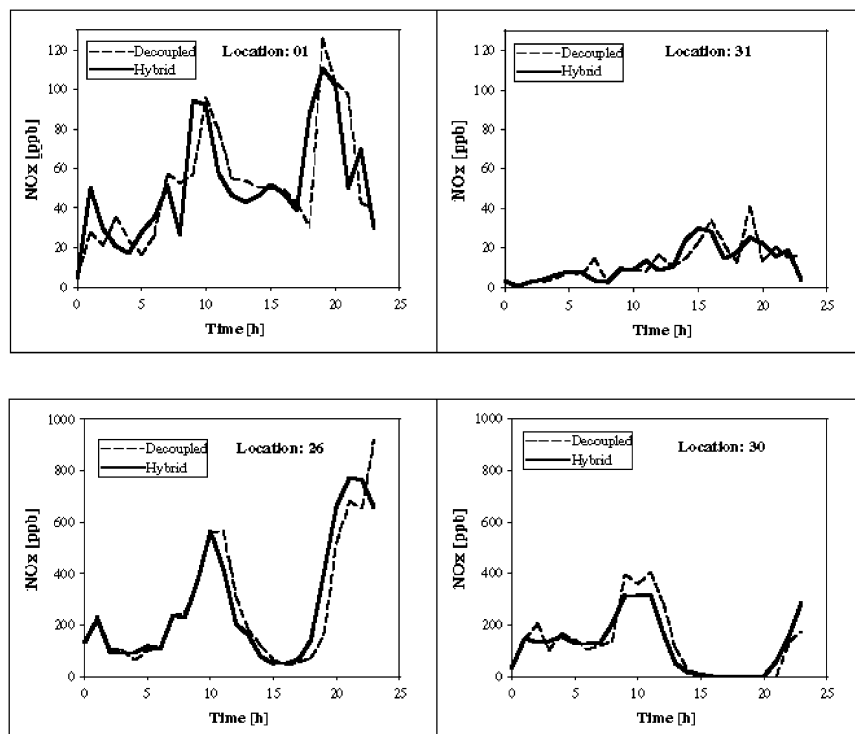 Decoupled
Hybrid
Location: 01
120
100
80
60
40
20
0
NOx [ppb]
0 5 10 15 20 25
Time [h]
Decoupled
Hybrid
Location: 31
120
100
80
60
40
20
0
NOx [ppb]
0 5 10 15 20 25
Time [h]
Decoupled
Hybrid
Location: 26
1000
800
600
400
200
0
NOx [ppb]
0 5 10 15 20 25
Time [h]
Decoupled
Hybrid
Location: 30
1000
800
600
400
200
0
NOx [ppb]
0 5 10 15 20 25
Time [h]